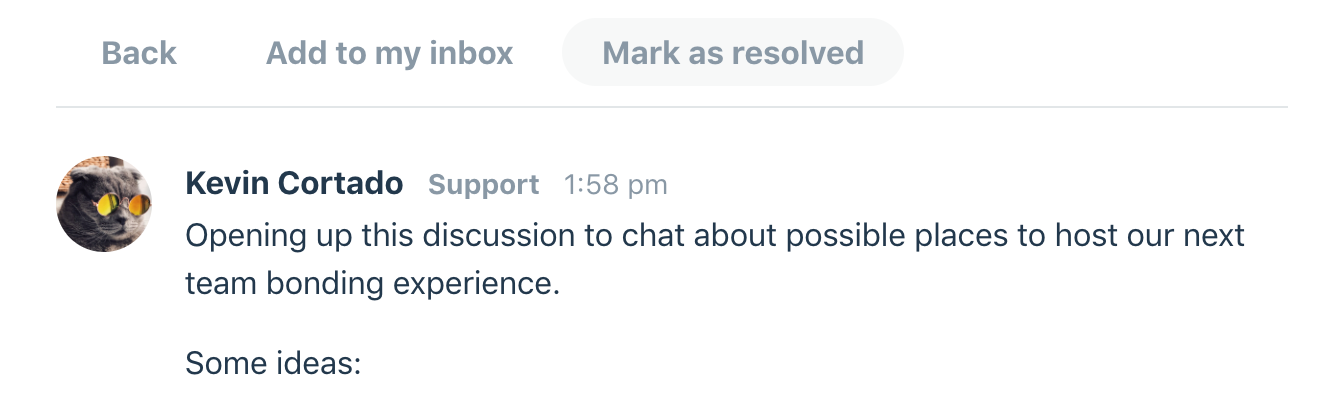 Back Add to my inbox Mark as resolved
Kevin Cortado Support 1:58 pm
Opening up this discussion to chat about possible places to host our next
team bonding experience.
Some ideas: